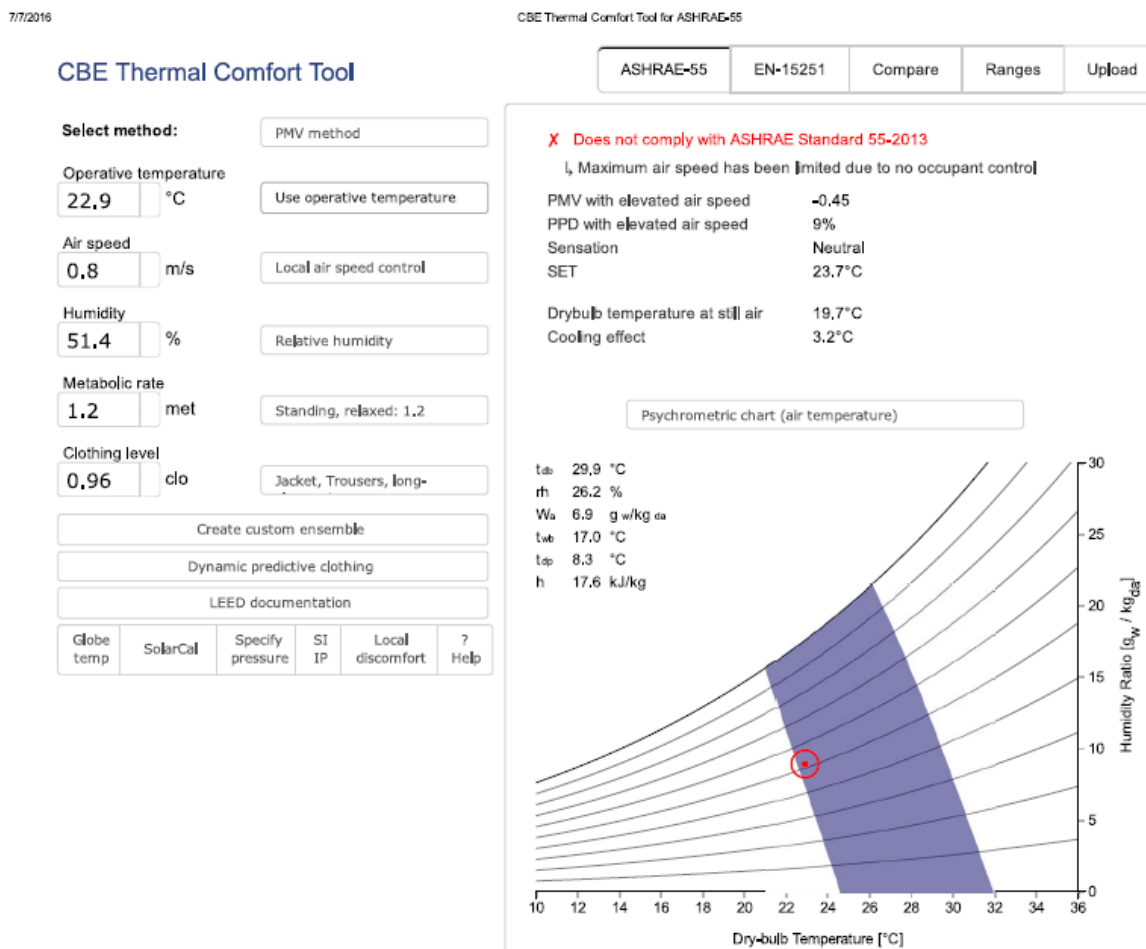 7/7/2016
CBE Thermal Comfort Tool for ASHRAE-55
CBE Thermal Comfort Tool
ASHRAE-55 EN-15251 Compare Ranges Upload
Select method: PMV method
Operative temperature
22.9 °C Use operative temperature
Air speed
0.8 m/s Local air speed control
Humidity
51.4 % Relative humidity
Metabolic rate
1.2 met Standing, relaxed: 1.2
Clothing level
0.96 clo Jacket, Trousers, long-
Create custom ensemble
Dynamic predictive clothing
LEED documentation
Globe temp
SolarCal
Specify pressure
SI IP
Local discomfort
? Help
✗ Does not comply with ASHRAE Standard 55-2013
↳ Maximum air speed has been limited due to no occupant control
PMV with elevated air speed -0.45
PPD with elevated air speed 9%
Sensation Neutral
SET 23.7°C
Drybulb temperature at still air 19.7°C
Cooling effect 3.2°C
Psychrometric chart (air temperature)
tdb 29.9 °C
rh 26.2 %
Wa 6.9 g w/kg da
twb 17.0 °C
tdp 8.3 °C
h 17.6 kJ/kg
30
25
20
15
10
5
0
Humidity Ratio [gw / kgda]
10 12 14 16 18 20 22 24 26 28 30 32 34 36
Dry-bulb Temperature [°C]